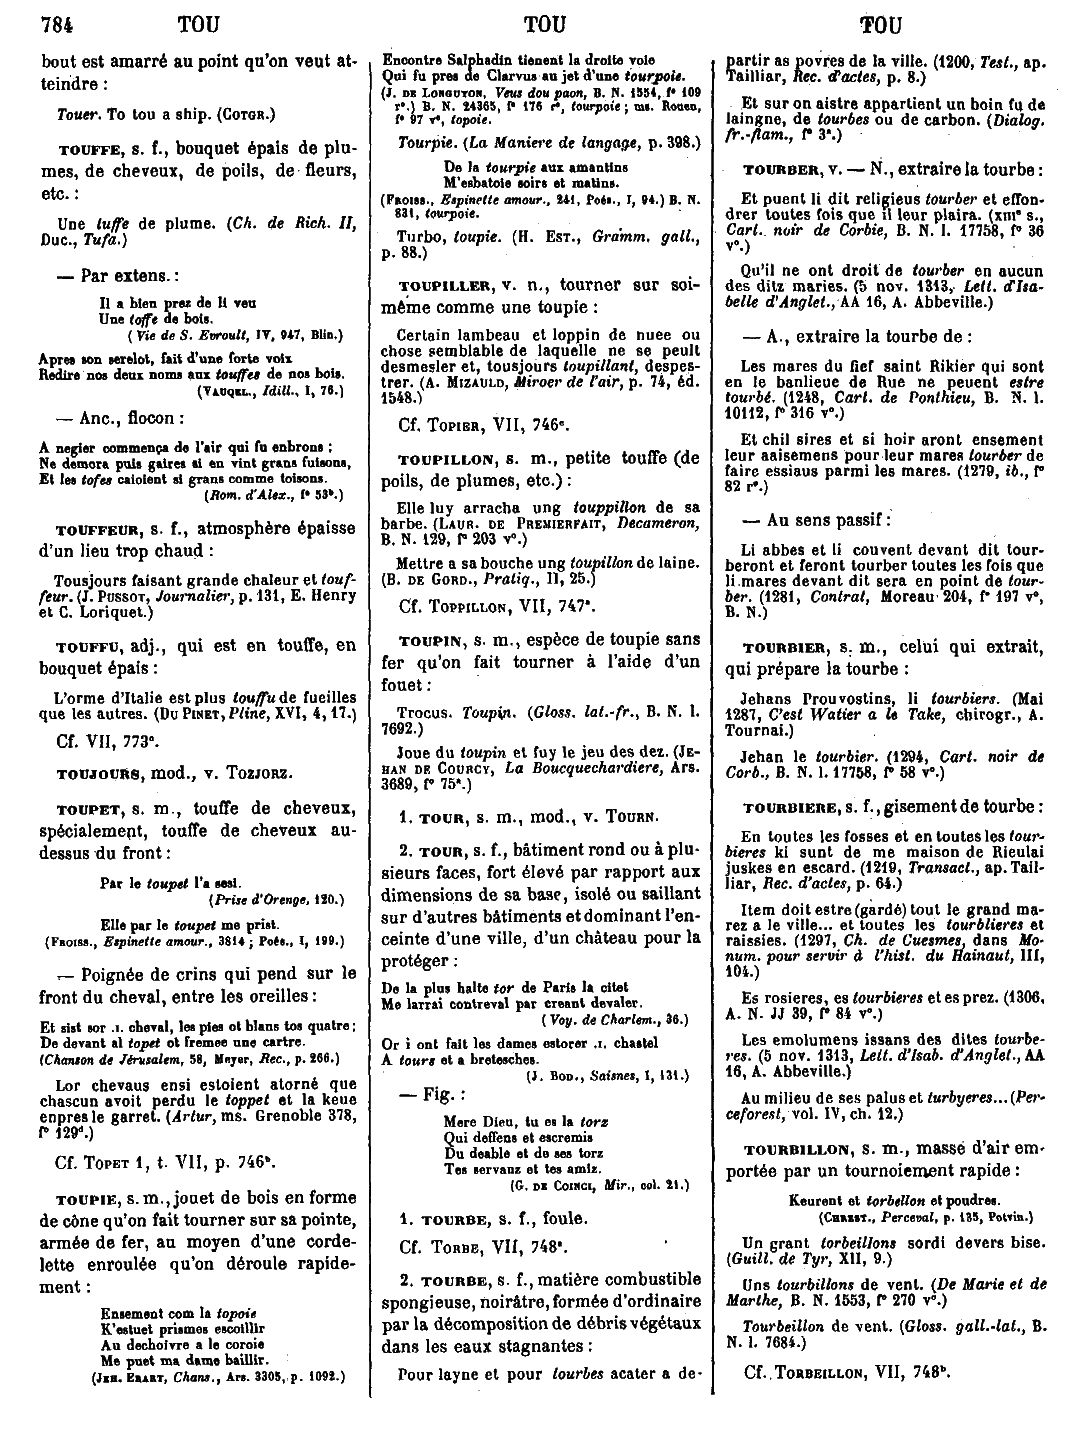 784 TOU TOU TOU
bout est amarré au point qu'on veut at-
teindre :
Touer. To tou a ship. (COTGR.)
TOUFFE, s. f., bouquet épais de plu-
mes, de cheveux, de poils, de fleurs,
etc. :
Une tuffe de plume. (Ch. de Rich. II,
Duc., Tufa.)
— Par extens. :
Il a bien prez de li veu
Une toffe de bois.
(Vie de S. Evroult, IV, 947, Blin.)
Apres son serelot, fait d'une forte voix
Redire nos deux noms aux touffes de nos bois.
(VAUQEL., Idill., I, 76.)
— Anc., flocon :
A negier commença de l'air qui fu enbrons ;
Ne demora puis gaires si en vint grans fuisons,
Et les tofes caioient si grans comme toisons.
(Rom. d'Alex., f° 53ᵇ.)
TOUFFEUR, s. f., atmosphère épaisse
d'un lieu trop chaud :
Tousjours faisant grande chaleur et touf-
feur. (J. PUSSOT, Journalier, p. 131, E. Henry
et C. Loriquet.)
TOUFFU, adj., qui est en touffe, en
bouquet épais :
L'orme d'Italie est plus touffu de fueilles
que les autres. (DU PINET, Pline, XVI, 4, 17.)
Cf. VII, 773ᶜ.
TOUJOURS, mod., v. TOZJORZ.
TOUPET, s. m., touffe de cheveux,
spécialement, touffe de cheveux au-
dessus du front :
Par le toupet l'a sesi.
(Prise d'Orenge, 120.)
Elle par le toupet me prist.
(FROISS., Espinette amour., 3814 ; Poés., I, 199.)
— Poignée de crins qui pend sur le
front du cheval, entre les oreilles :
Et sist sor .I. cheval, les pies ot blans tos quatre ;
De devant al topet ot fremee une cartre.
(Chanson de Jérusalem, 58, Meyer, Rec., p. 266.)
Lor chevaus ensi estoient atorné que
chascun avoit perdu le toppet et la keue
enpres le garret. (Artur, ms. Grenoble 378,
f° 129ᵈ.)
Cf. TOPET 1, t. VII, p. 746ᵇ.
TOUPIE, s. m., jouet de bois en forme
de cône qu'on fait tourner sur sa pointe,
armée de fer, au moyen d'une corde-
lette enroulée qu'on déroule rapide-
ment :
Ensement com la topoie
K'estuet prismes escoillir
Au dechoivre a le coroie
Me puet ma dame baillir.
(JEH. ERART, Chans., Ars. 3305, p. 1092.)
Encontre Salphadin tienent la droite voie
Qui fu pres de Clarvus au jet d'une tourpoie.
(J. DE LONGUYON, Veus dou paon, B. N. 1554, f° 109
r°.) B. N. 24365, f° 176 r°, tourpoie ; ms. Rouen,
f° 97 v°, topoie.
Tourpie. (La Maniere de langage, p. 398.)
De la tourpie aux amantins
M'esbatoie soirs et matins.
(FROISS., Espinette amour., 241, Poés., I, 94.) B. N.
831, tourpoie.
Turbo, toupie. (H. EST., Gramm. gall.,
p. 88.)
TOUPILLER, v. n., tourner sur soi-
même comme une toupie :
Certain lambeau et loppin de nuee ou
chose semblable de laquelle ne se peult
desmesler et, tousjours toupillant, despes-
trer. (A. MIZAULD, Miroer de l'air, p. 74, éd.
1548.)
Cf. TOPIER, VII, 746ᶜ.
TOUPILLON, s. m., petite touffe (de
poils, de plumes, etc.) :
Elle luy arracha ung touppillon de sa
barbe. (LAUR. DE PREMIERFAIT, Decameron,
B. N. 129, f° 203 v°.)
Mettre a sa bouche ung toupillon de laine.
(B. DE GORD., Pratiq., II, 25.)
Cf. TOPPILLON, VII, 747ᵃ.
TOUPIN, s. m., espèce de toupie sans
fer qu'on fait tourner à l'aide d'un
fouet :
Trocus. Toupin. (Gloss. lat.-fr., B. N. l.
7692.)
Joue du toupin et fuy le jeu des dez. (JE-
HAN DE COURCY, La Boucquechardiere, Ars.
3689, f° 75ᵃ.)
1. TOUR, s. m., mod., v. TOURN.
2. TOUR, s. f., bâtiment rond ou à plu-
sieurs faces, fort élevé par rapport aux
dimensions de sa base, isolé ou saillant
sur d'autres bâtiments et dominant l'en-
ceinte d'une ville, d'un château pour la
protéger :
De la plus halte tor de Paris la citet
Me larrai contreval par creant devaler.
(Voy. de Charlem., 36.)
Or i ont fait les dames estorer .I. chastel
A tours et a bretesches.
(J. BOD., Saisnes, I, 131.)
— Fig. :
Mere Dieu, tu es la torz
Qui deffens et escremis
Du deable et de ses torz
Tes servanz et tes amiz.
(G. DE COINCI, Mir., col. 21.)
1. TOURBE, s. f., foule.
Cf. TORBE, VII, 748ᵃ.
2. TOURBE, s. f., matière combustible
spongieuse, noirâtre, formée d'ordinaire
par la décomposition de débris végétaux
dans les eaux stagnantes :
Pour layne et pour tourbes acater a de-
partir as povres de la ville. (1200, Test., ap.
Tailliar, Rec. d'actes, p. 8.)
Et sur on aistre appartient un boin fu de
laingne, de tourbes ou de carbon. (Dialog.
fr.-flam., f° 3ᵃ.)
TOURBER, v. — N., extraire la tourbe :
Et puent li dit religieus tourber et effon-
drer toutes fois que il leur plaira. (XIIIᵉ s.,
Cart. noir de Corbie, B. N. l. 17758, f° 36
v°.)
Qu'il ne ont droit de tourber en aucun
des ditz maries. (5 nov. 1313, Lett. d'Isa-
belle d'Anglet., AA 16, A. Abbeville.)
— A., extraire la tourbe de :
Les mares du fief saint Rikier qui sont
en le banlieue de Rue ne peuent estre
tourbé. (1248, Cart. de Ponthieu, B. N. l.
10112, f° 316 v°.)
Et chil sires et si hoir aront ensement
leur aaisemens pour leur mares tourber de
faire essiaus parmi les mares. (1279, ib., f°
82 r°.)
— Au sens passif :
Li abbes et li couvent devant dit tour-
beront et feront tourber toutes les fois que
li mares devant dit sera en point de tour-
ber. (1281, Contrat, Moreau 204, f° 197 v°,
B. N.)
TOURBIER, s. m., celui qui extrait,
qui prépare la tourbe :
Jehans Prouvostins, li tourbiers. (Mai
1287, C'est Watier a le Take, chirogr., A.
Tournai.)
Jehan le tourbier. (1294, Cart. noir de
Corb., B. N. l. 17758, f° 58 v°.)
TOURBIERE, s. f., gisement de tourbe :
En toutes les fosses et en toutes les tour-
bieres ki sunt de me maison de Rieulai
juskes en escard. (1219, Transact., ap. Tail-
liar, Rec. d'actes, p. 64.)
Item doit estre (gardé) tout le grand ma-
rez a le ville... et toutes les tourblieres et
raissies. (1297, Ch. de Cuesmes, dans Mo-
num. pour servir à l'hist. du Hainaut, III,
104.)
Es rosieres, es tourbieres et es prez. (1306,
A. N. JJ 39, f° 84 v°.)
Les emolumens issans des dites tourbe-
res. (5 nov. 1313, Lett. d'Isab. d'Anglet., AA
16, A. Abbeville.)
Au milieu de ses palus et turbyeres... (Per-
ceforest, vol. IV, ch. 12.)
TOURBILLON, s. m., masse d'air em-
portée par un tournoiement rapide :
Keurent et torbellon et poudres.
(CHREST., Perceval, p. 135, Potvin.)
Un grant torbeillons sordi devers bise.
(Guill. de Tyr, XII, 9.)
Uns tourbillons de vent. (De Marie et de
Marthe, B. N. 1553, f° 270 v°.)
Tourbeillon de vent. (Gloss. gall.-lat., B.
N. l. 7684.)
Cf. TORBEILLON, VII, 748ᵇ.